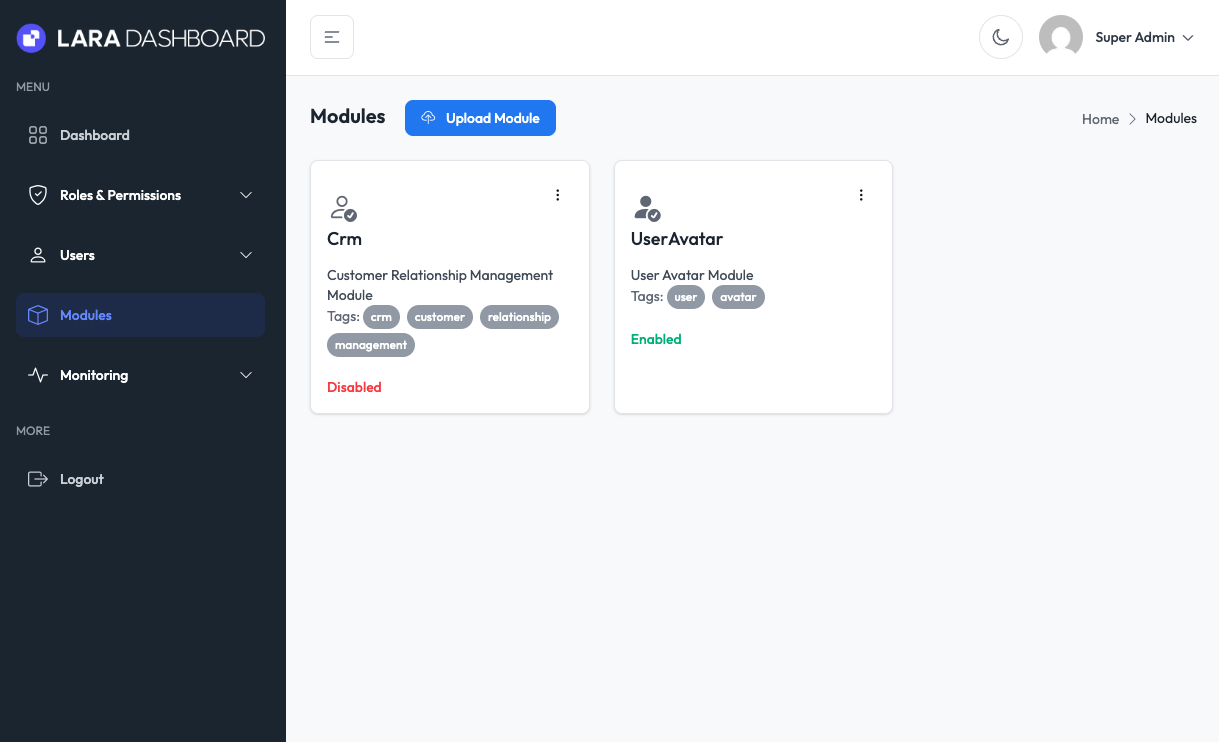 LARA DASHBOARD
MENU
Dashboard
Roles & Permissions
Users
Modules
Monitoring
MORE
Logout
Super Admin
Modules
Upload Module
Home
Modules
Crm
Customer Relationship Management
Module
Tags: crm customer relationship
management
Disabled
UserAvatar
User Avatar Module
Tags: user avatar
Enabled